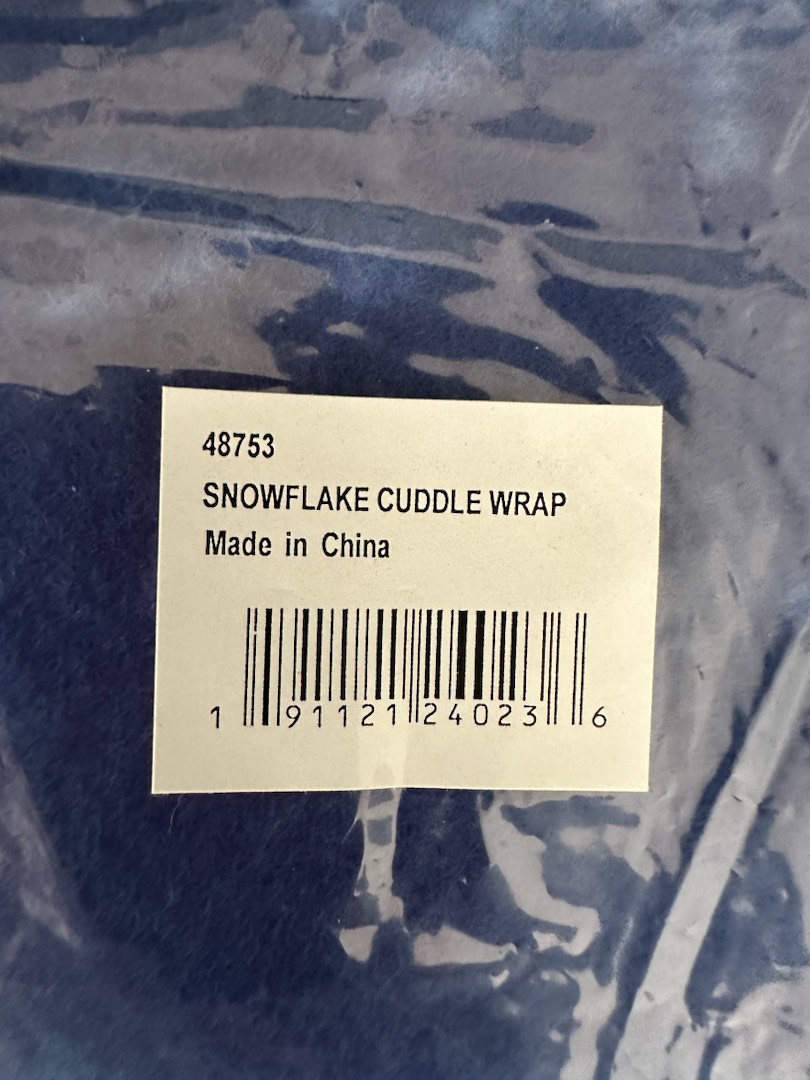 48753
SNOWFLAKE CUDDLE WRAP
Made in China
1 91121 24023 6